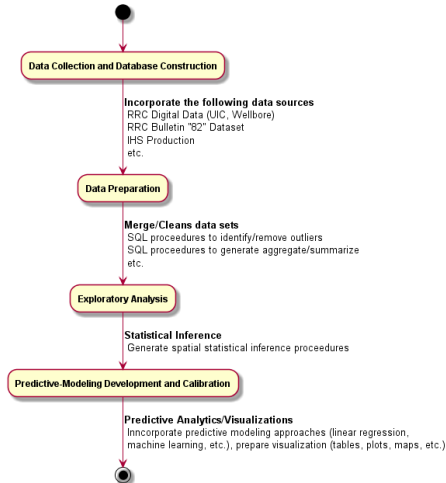 Data Collection and Database Construction
Incorporate the following data sources
RRC Digital Data (UIC, Wellbore)
RRC Bulletin "82" Dataset
IHS Production
etc.
Data Preparation
Merge/Cleans data sets
SQL proceedures to identify/remove outliers
SQL proceedures to generate aggregate/summarize
etc.
Exploratory Analysis
Statistical Inference
Generate spatial statistical inference proceedures
Predictive-Modeling Development and Calibration
Predictive Analytics/Visualizations
Inncorporate predictive modeling approaches (linear regression,
machine learning, etc.), prepare visualization (tables, plots, maps, etc.)